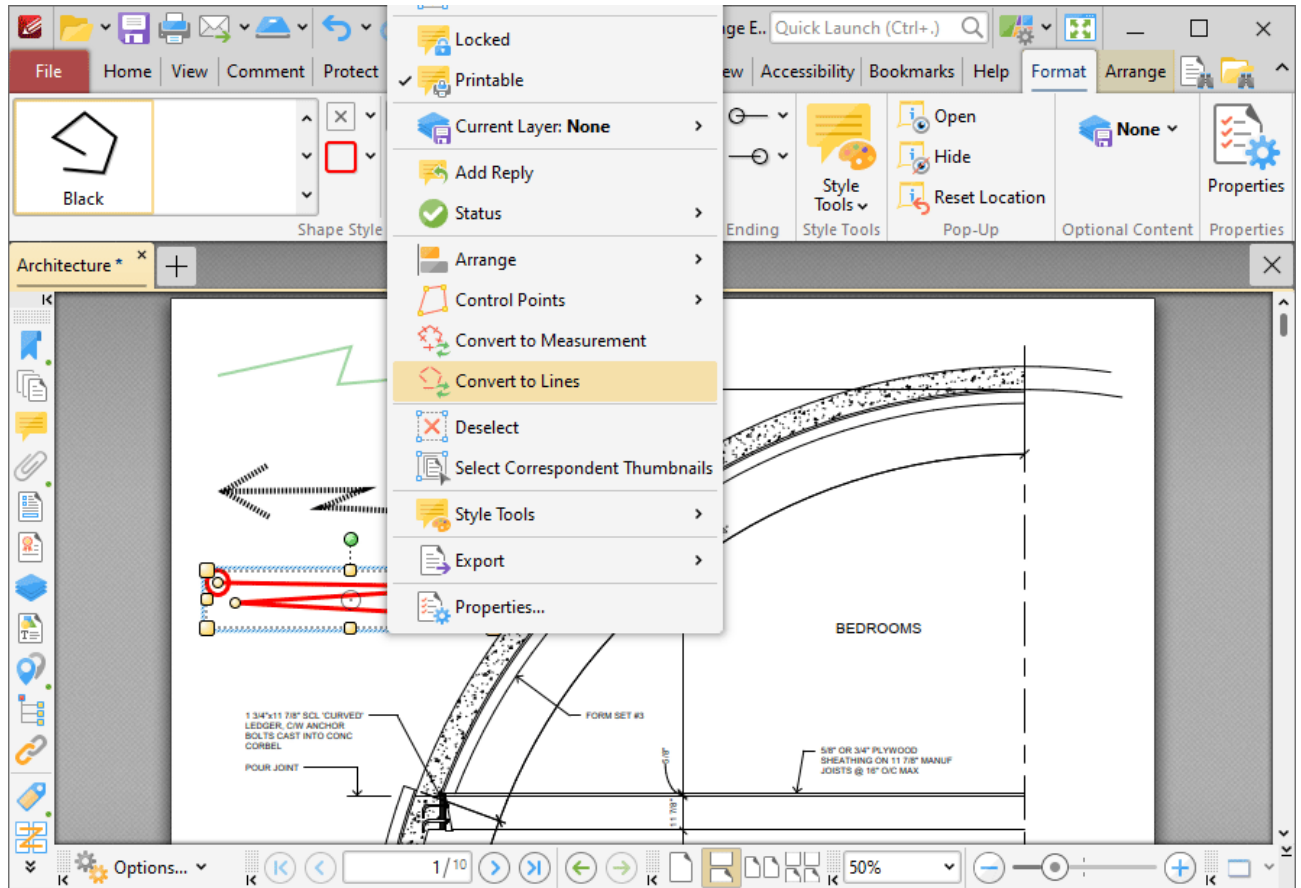 ge E..
Quick Launch (Ctrl+.)
File
Home
View
Comment
Protect
ew
Accessibility
Bookmarks
Help
Format
Arrange
Black
Shape Style
Ending
Style
Tools
Style Tools
Open
Hide
Reset Location
Pop-Up
None
Optional Content
Properties
Properties
Locked
Printable
Current Layer: None
Add Reply
Status
Arrange
Control Points
Convert to Measurement
Convert to Lines
Deselect
Select Correspondent Thumbnails
Style Tools
Export
Properties...
Architecture *
BEDROOMS
1 3/4"x11 7/8" SCL 'CURVED'
LEDGER, C/W ANCHOR
BOLTS CAST INTO CONC
CORBEL
POUR JOINT
FORM SET #3
6/8"
11 7/8"
5/8" OR 3/4" PLYWOOD
SHEATHING ON 11 7/8" MANUF
JOISTS @ 16" O/C MAX
Options...
1/10
50%